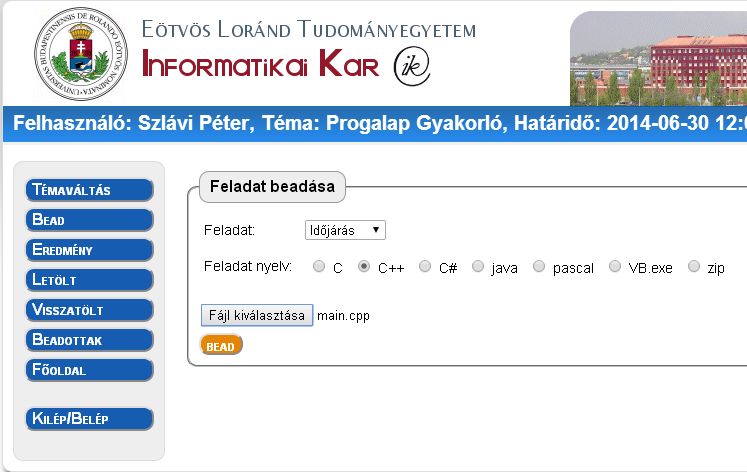 Eötvös Loránd Tudományegyetem
Informatikai Kar ik
UNIVERSITAS BUDAPESTINENSIS DE ROLANDO EÖTVÖS NOMINATA
Felhasználó: Szlávi Péter, Téma: Progalap Gyakorló, Határidő: 2014-06-30 12:
Témaváltás
Bead
Eredmény
Letölt
Visszatölt
Beadottak
Főoldal
Kilép/Belép
Feladat beadása
Feladat: Időjárás
Feladat nyelv: C C++ C# java pascal VB.exe zip
Fájl kiválasztása main.cpp
BEAD